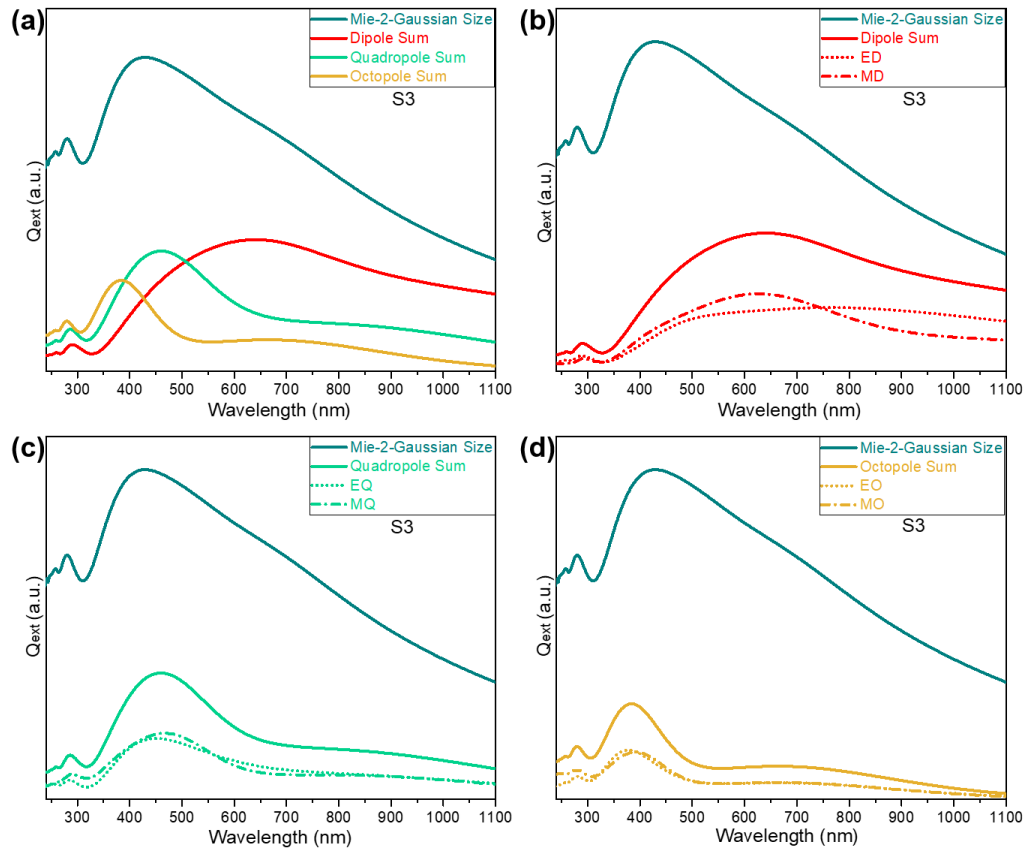 (a)
Mie-2-Gaussian Size
Dipole Sum
Quadropole Sum
Octopole Sum
S3
Qext (a.u.)
300 400 500 600 700 800 900 1000 1100
Wavelength (nm)
(b)
Mie-2-Gaussian Size
Dipole Sum
ED
MD
S3
Qext (a.u.)
300 400 500 600 700 800 900 1000 1100
Wavelength (nm)
(c)
Mie-2-Gaussian Size
Quadropole Sum
EQ
MQ
S3
Qext (a.u.)
300 400 500 600 700 800 900 1000 1100
Wavelength (nm)
(d)
Mie-2-Gaussian Size
Octopole Sum
EO
MO
S3
Qext (a.u.)
300 400 500 600 700 800 900 1000 1100
Wavelength (nm)